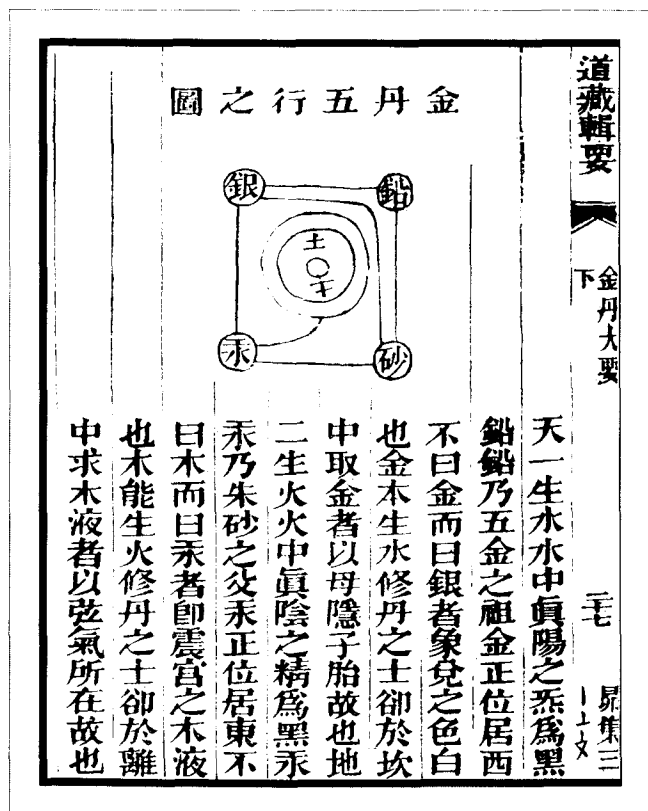 道藏輯要
金丹大要
下
二七
昴集三
上文
金丹五行之圖
鉛
銀
土
砂
汞
天一生水水中眞陽之炁爲黑
鉛鉛乃五金之祖金正位居西
不曰金而曰銀者象兌之色白
也金本生水修丹之士卻於坎
中取金者以母隱子胎故也地
二生火火中眞陰之精爲黑汞
汞乃朱砂之父汞正位居東不
曰木而曰汞者卽震宮之木液
也木能生火修丹之士卻於離
中求木液者以弦氣所在故也